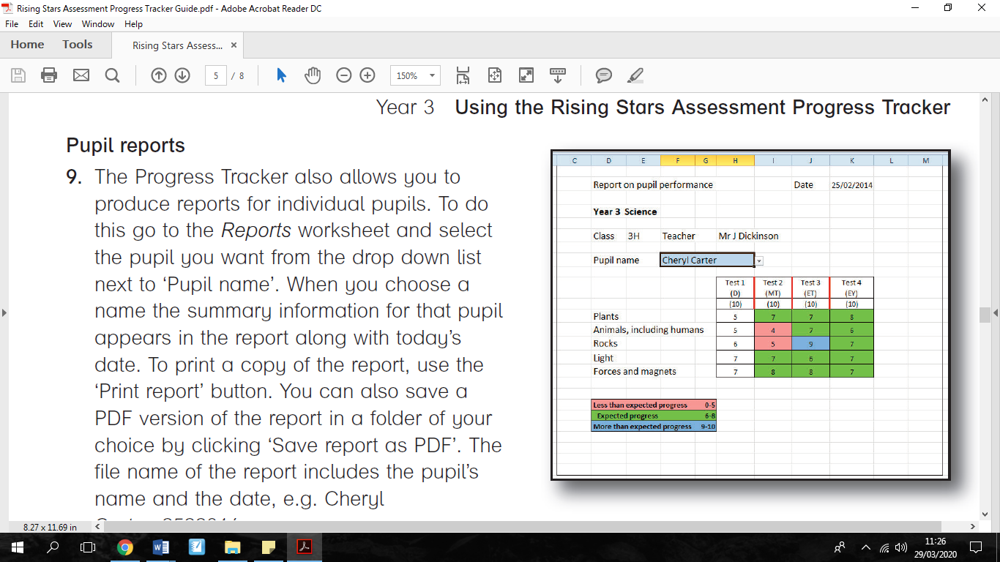 Rising Stars Assessment Progress Tracker Guide.pdf - Adobe Acrobat Reader DC
File Edit View Window Help
Home Tools Rising Stars Assess... ×
5 / 8 150%
Year 3 Using the Rising Stars Assessment Progress Tracker
Pupil reports
9. The Progress Tracker also allows you to
produce reports for individual pupils. To do
this go to the Reports worksheet and select
the pupil you want from the drop down list
next to ‘Pupil name’. When you choose a
name the summary information for that pupil
appears in the report along with today’s
date. To print a copy of the report, use the
‘Print report’ button. You can also save a
PDF version of the report in a folder of your
choice by clicking ‘Save report as PDF’. The
file name of the report includes the pupil’s
name and the date, e.g. Cheryl
C D E F G H I J K L M
Report on pupil performance Date 25/02/2014
Year 3 Science
Class 3H Teacher Mr J Dickinson
Pupil name Cheryl Carter
Test 1 Test 2 Test 3 Test 4
(D) (MT) (ET) (EY)
(10) (10) (10) (10)
Plants 5 7 7 8
Animals, including humans 5 4 7 6
Rocks 6 5 9 7
Light 7 7 6 7
Forces and magnets 7 8 8 7
Less than expected progress 0-5
Expected progress 6-8
More than expected progress 9-10
8.27 x 11.69 in
11:26
29/03/2020